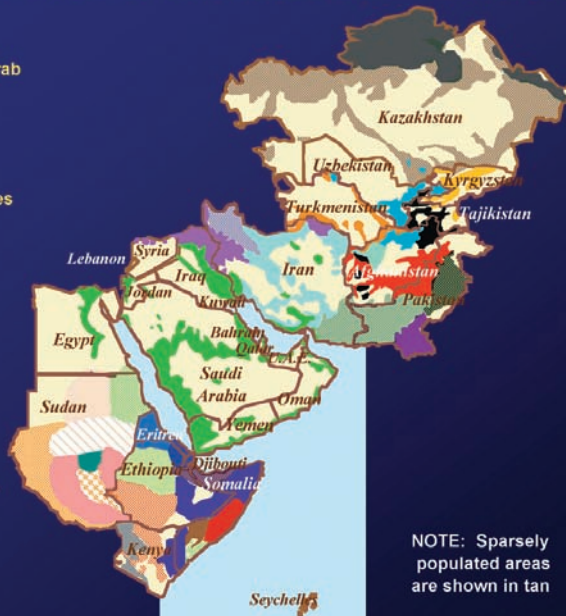 rab
es
Kazakhstan
Uzbekistan
Kyrgyzstan
Turkmenistan
Tajikistan
Lebanon
Syria
Iraq
Iran
Afghanistan
Jordan
Kuwait
Pakistan
Egypt
Bahrain
Qatar
U.A.E.
Saudi
Arabia
Oman
Sudan
Yemen
Eritrea
Ethiopia
Djibouti
Somalia
Kenya
NOTE: Sparsely
populated areas
are shown in tan
Seychelles